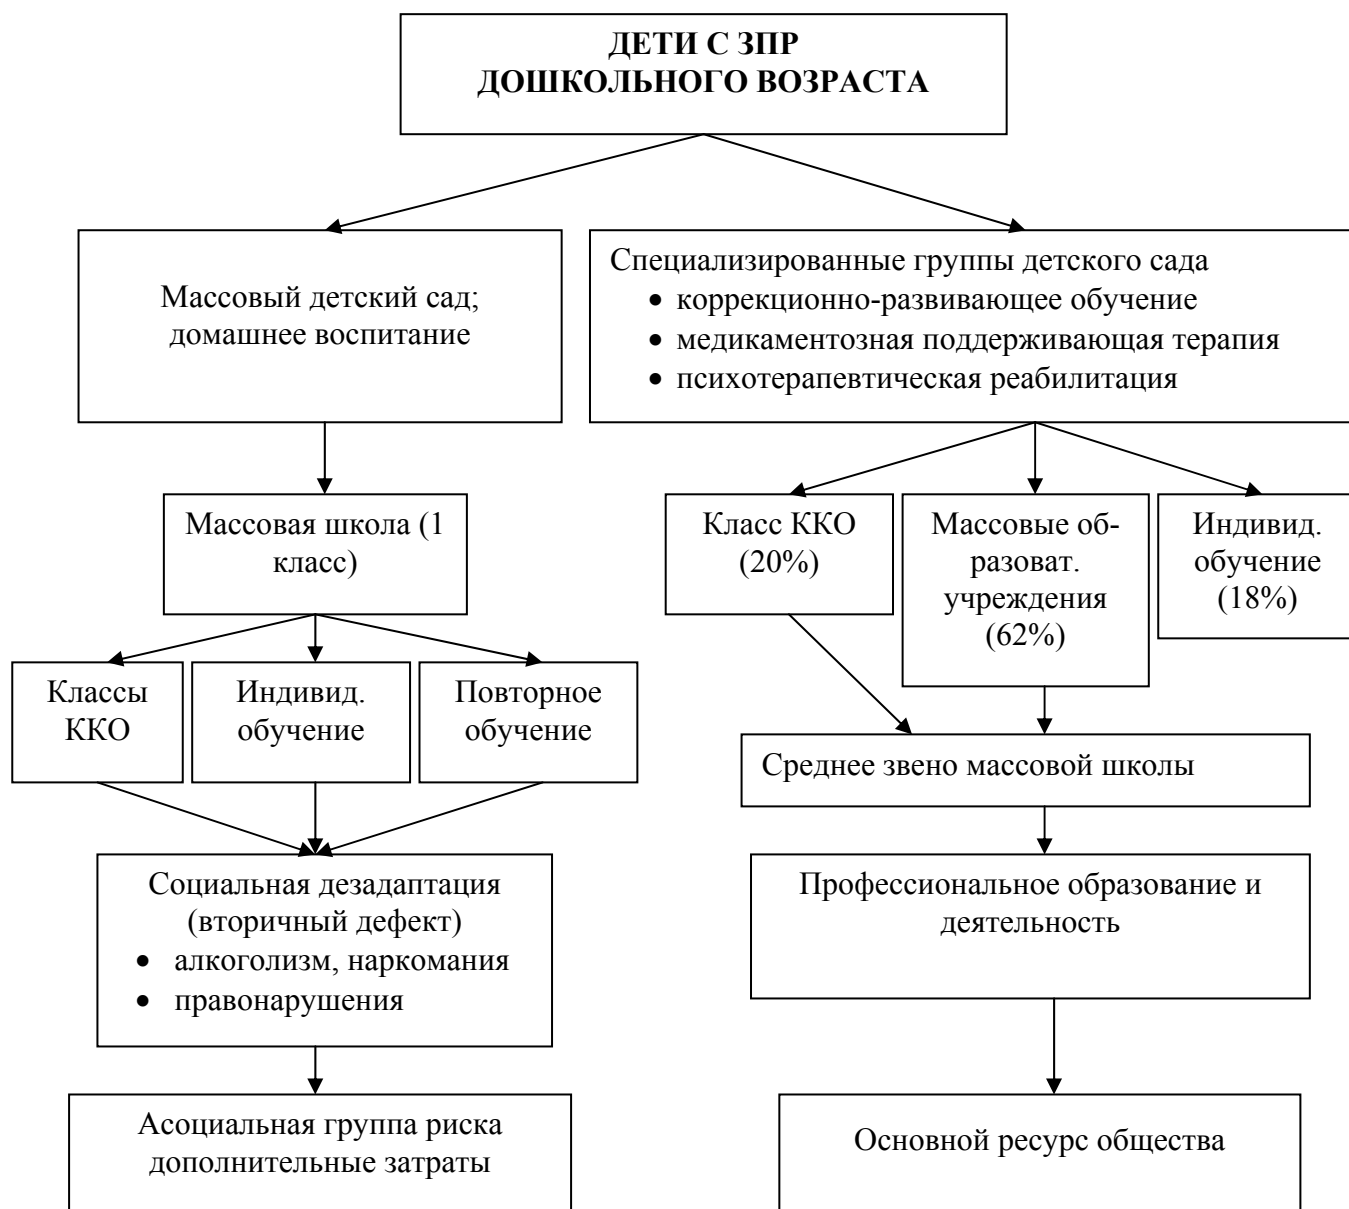 ДЕТИ С ЗПР
ДОШКОЛЬНОГО ВОЗРАСТА
Массовый детский сад;
домашнее воспитание
Специализированные группы детского сада
• коррекционно-развивающее обучение
• медикаментозная поддерживающая терапия
• психотерапевтическая реабилитация
Массовая школа (1
класс)
Класс ККО
(20%)
Массовые об-
разоват.
учреждения
(62%)
Индивид.
обучение
(18%)
Классы
ККО
Индивид.
обучение
Повторное
обучение
Среднее звено массовой школы
Социальная дезадаптация
(вторичный дефект)
• алкоголизм, наркомания
• правонарушения
Профессиональное образование и
деятельность
Асоциальная группа риска
дополнительные затраты
Основной ресурс общества